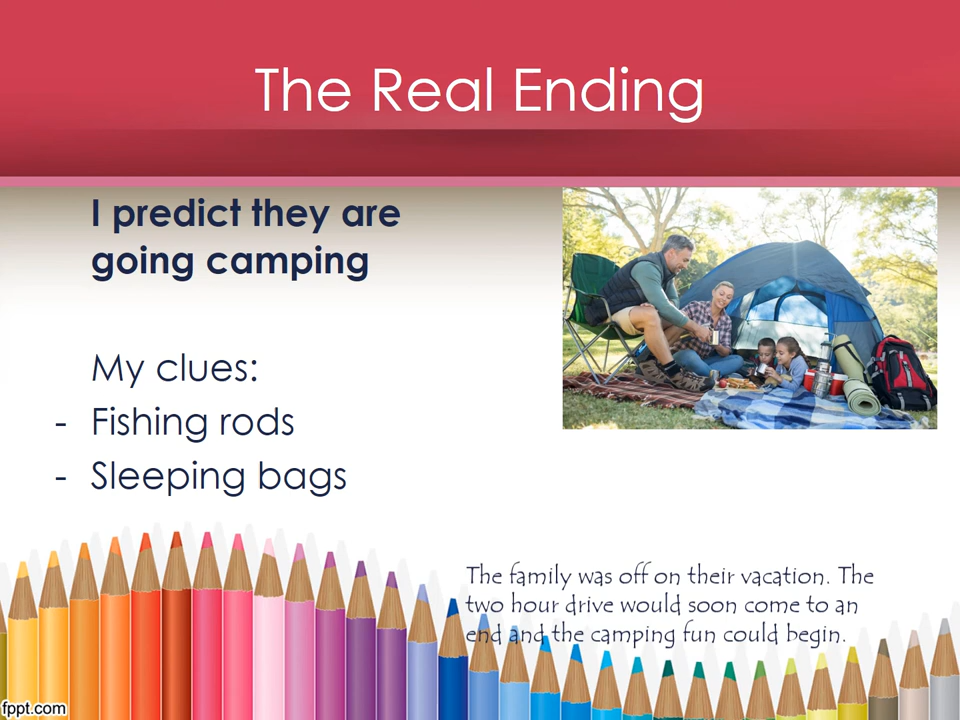 The Real Ending
I predict they are
going camping
My clues:
- Fishing rods
- Sleeping bags
The family was off on their vacation. The
two hour drive would soon come to an
end and the camping fun could begin.
fppt.com